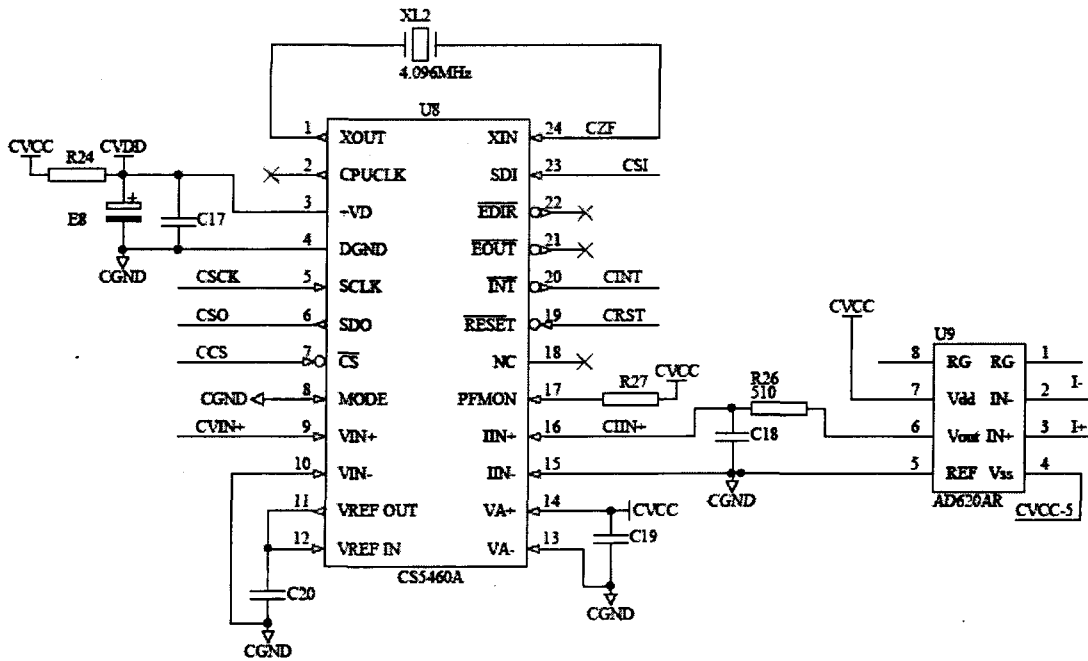 XL2
4.096MHz
U8
1 XOUT XIN 24 CZF
CVCC R24 CVDD
2 CPUCLK SDI 23 CSI
E8 + C17
3 +VD EDIR 22
4 DGND EOUT 21
CGND
CSCK 5 SCLK INT 20 CINT
CSO 6 SDO RESET 19 CRST
CCS 7 CS NC 18
CGND 8 MODE PFMON 17 R27 CVCC
CVIN+ 9 VIN+ IIN+ 16 CIIN+
R26
510
C18
10 VIN- IIN- 15
CGND
11 VREF OUT VA+ 14 CVCC
12 VREF IN VA- 13 C19
CS5460A
C20
CGND
CGND
CVCC
U9
8 RG RG 1
7 Vdd IN- 2 I-
6 Vout IN+ 3 I+
5 REF Vss 4
AD620AR
CVCC-5